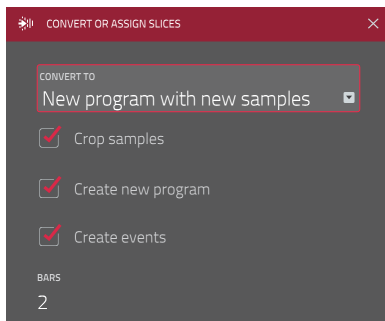 CONVERT OR ASSIGN SLICES
CONVERT TO
New program with new samples
Crop samples
Create new program
Create events
BARS
2